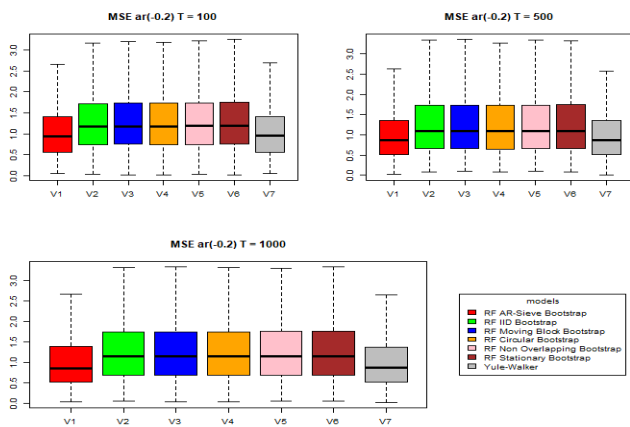 MSE ar(-0.2) T = 100
3.0
2.5
2.0
1.5
1.0
0.5
0.0
V1 V2 V3 V4 V5 V6 V7
MSE ar(-0.2) T = 500
3.0
2.5
2.0
1.5
1.0
0.5
0.0
V1 V2 V3 V4 V5 V6 V7
MSE ar(-0.2) T = 1000
3.0
2.5
2.0
1.5
1.0
0.5
0.0
V1 V2 V3 V4 V5 V6 V7
models
RF AR-Sieve Bootstrap
RF IID Bootstrap
RF Moving Block Bootstrap
RF Circular Bootstrap
RF Non Overlapping Bootstrap
RF Stationary Bootstrap
Yule-Walker